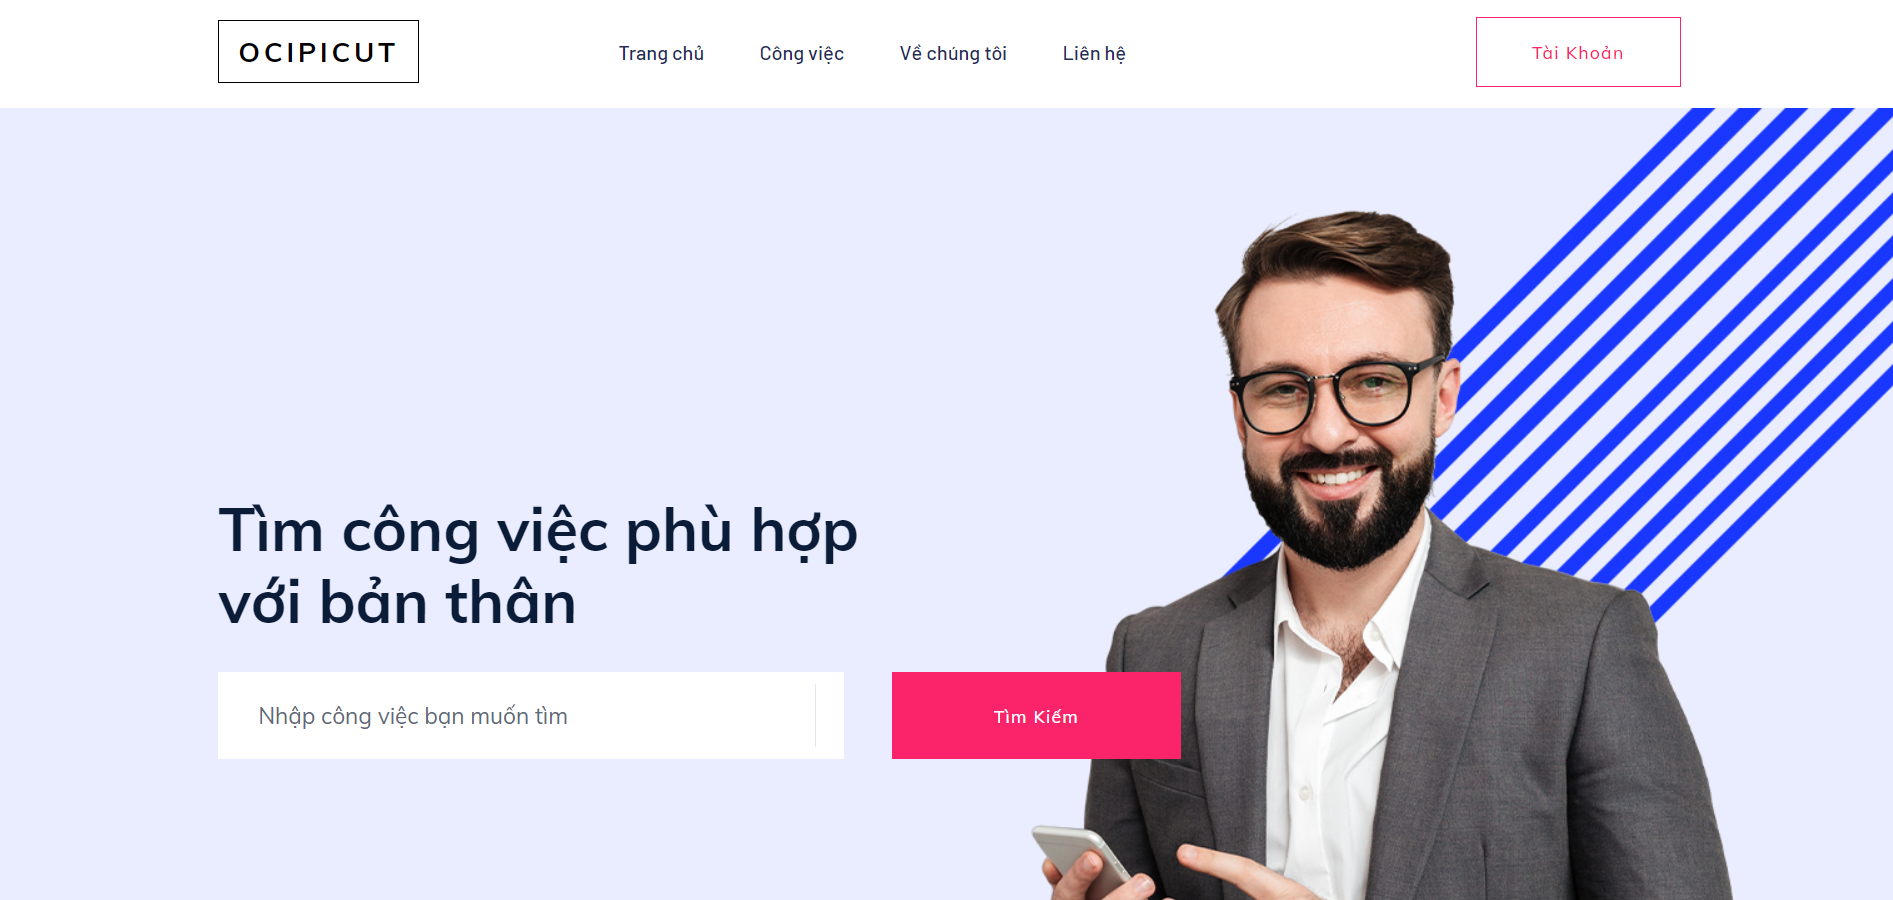 OCIPICUT
Trang chủ
Công việc
Về chúng tôi
Liên hệ
Tài Khoản
Tìm công việc phù hợp
với bản thân
Nhập công việc bạn muốn tìm
Tìm Kiếm